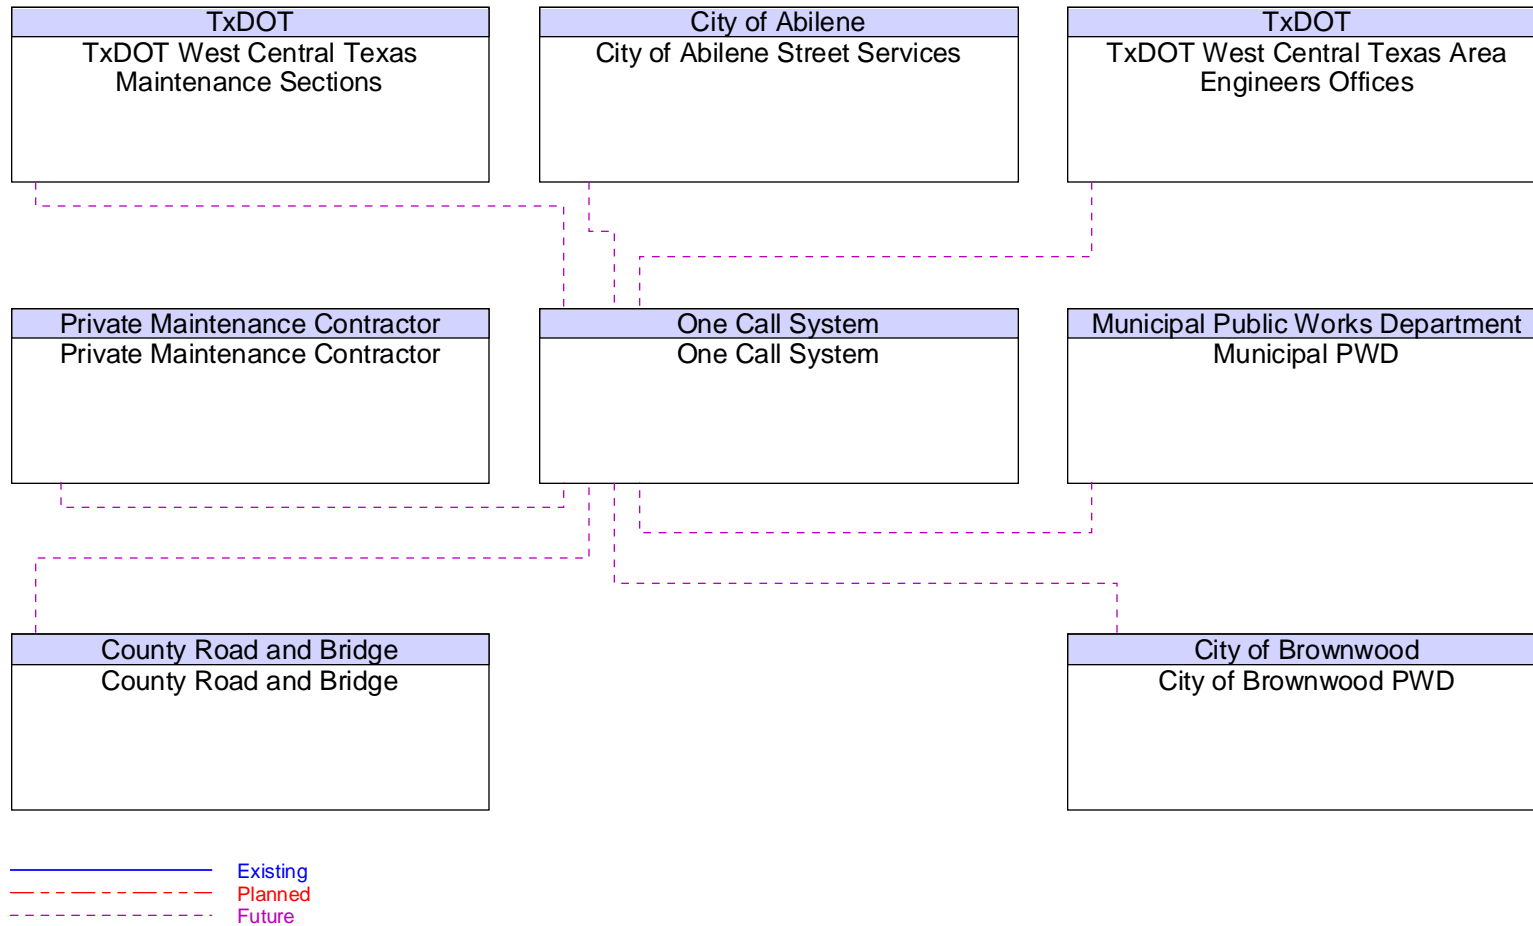 TxDOT
TxDOT West Central Texas
Maintenance Sections
City of Abilene
City of Abilene Street Services
TxDOT
TxDOT West Central Texas Area
Engineers Offices
Private Maintenance Contractor
Private Maintenance Contractor
One Call System
One Call System
Municipal Public Works Department
Municipal PWD
County Road and Bridge
County Road and Bridge
City of Brownwood
City of Brownwood PWD
Existing
Planned
Future